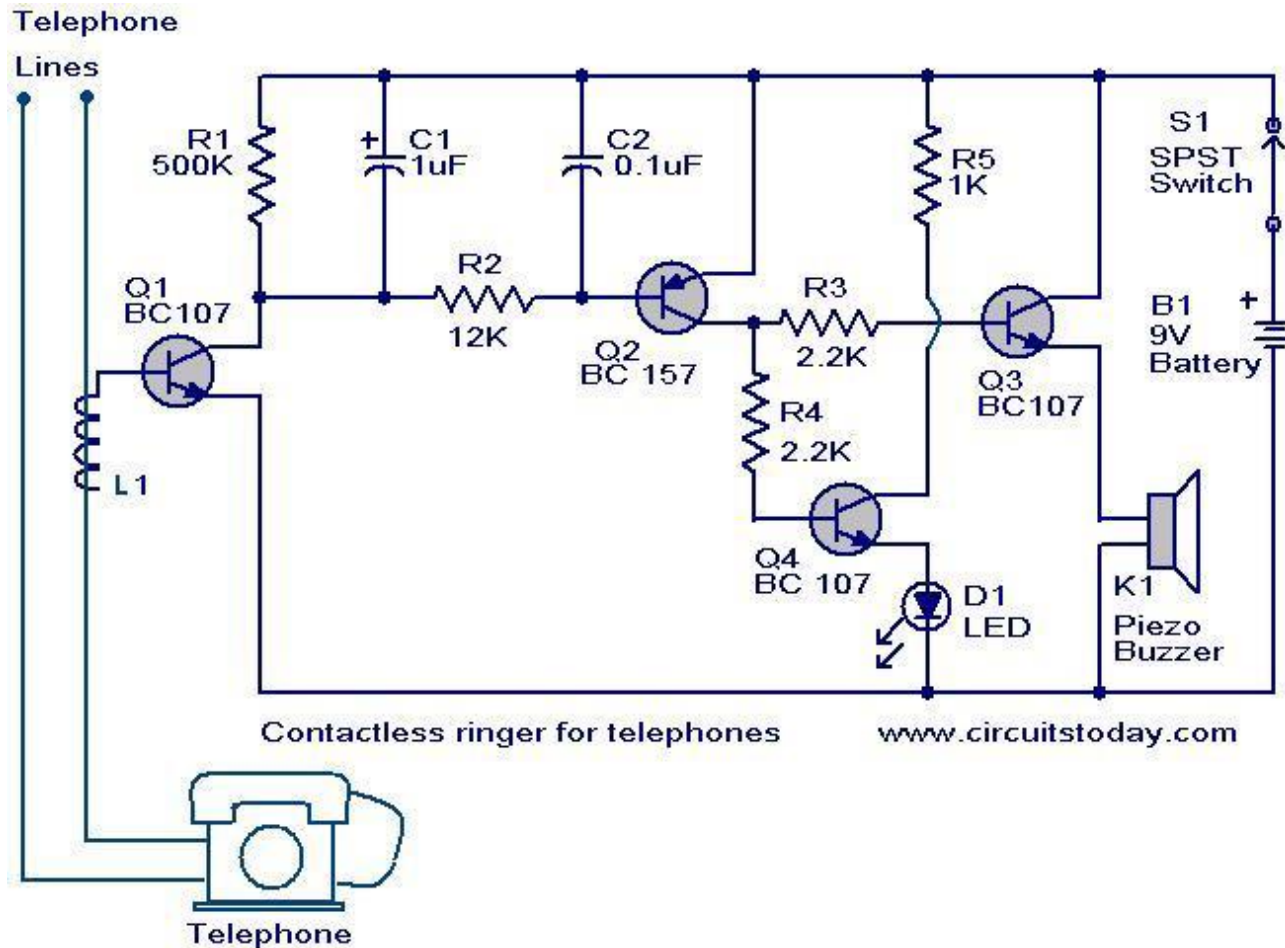 Telephone
Lines
R1
500K
C1
1uF
C2
0.1uF
R5
1K
S1
SPST
Switch
Q1
BC107
R2
12K
Q2
BC 157
R3
2.2K
Q3
BC107
B1
9V
Battery
R4
2.2K
L1
Q4
BC 107
D1
LED
K1
Piezo
Buzzer
Contactless ringer for telephones
www.circuitstoday.com
Telephone